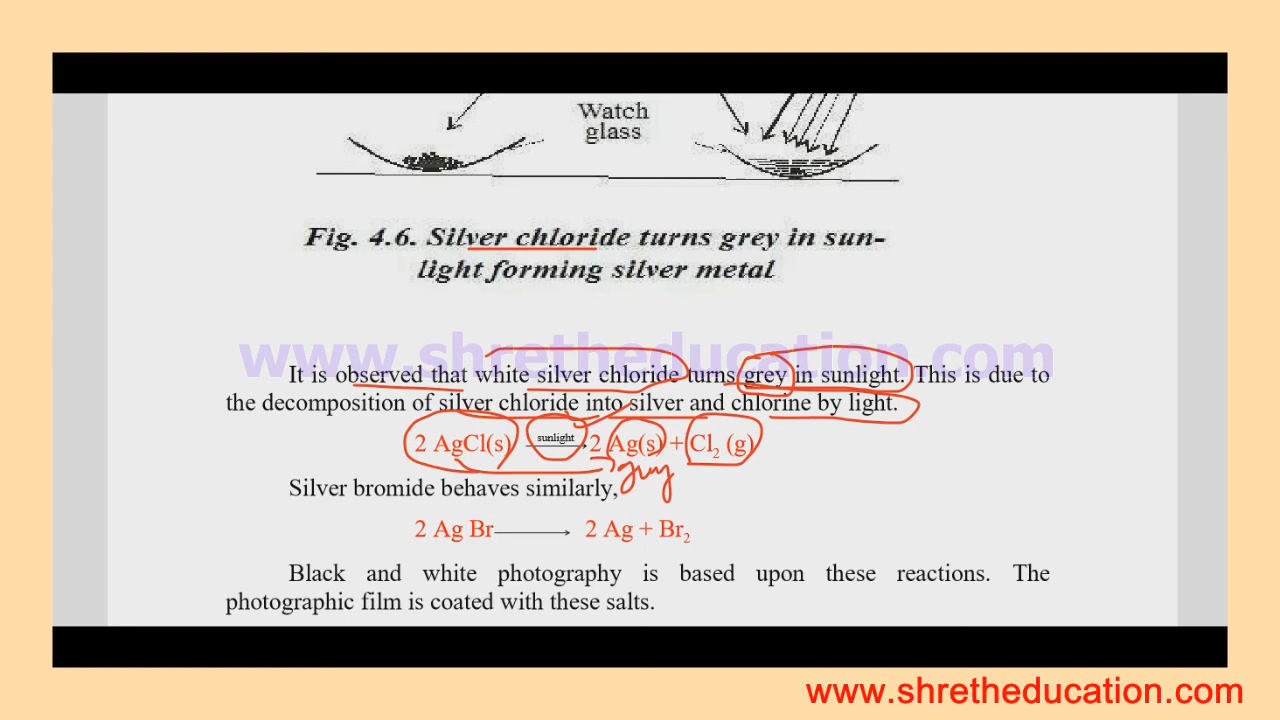 Watch
glass
Fig. 4.6. Silver chloride turns grey in sun-
light forming silver metal
www.shretheducation.com
It is observed that white silver chloride turns grey in sunlight. This is due to
the decomposition of silver chloride into silver and chlorine by light.
2 AgCl(s) sunlight → 2 Ag(s) + Cl₂ (g)
grey
Silver bromide behaves similarly,
2 Ag Br → 2 Ag + Br₂
Black and white photography is based upon these reactions. The
photographic film is coated with these salts.
www.shretheducation.com